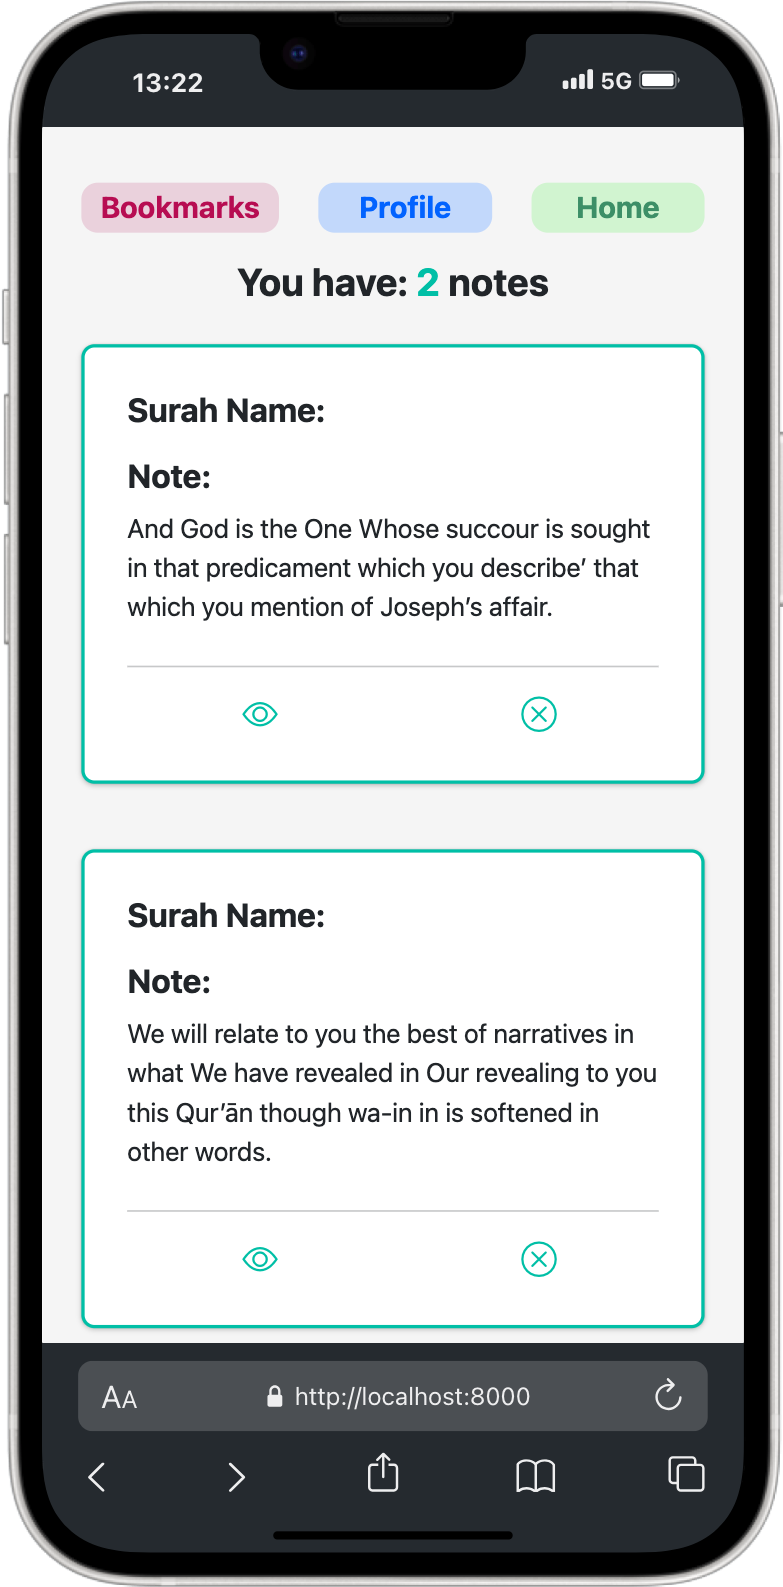 13:22 5G
Bookmarks Profile Home
You have: 2 notes
Surah Name:
Note:
And God is the One Whose succour is sought
in that predicament which you describe’ that
which you mention of Joseph’s affair.
Surah Name:
Note:
We will relate to you the best of narratives in
what We have revealed in Our revealing to you
this Qur’ān though wa-in in is softened in
other words.
AA http://localhost:8000